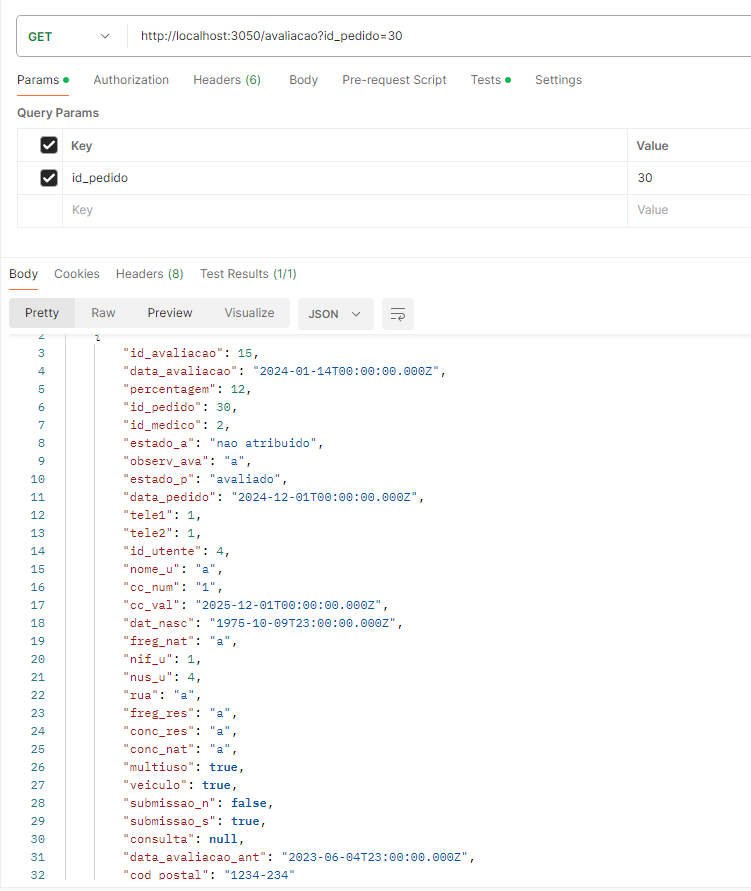 GET http://localhost:3050/avaliacao?id_pedido=30
Params Authorization Headers (6) Body Pre-request Script Tests Settings
Query Params
Key Value
id_pedido 30
Key Value
Body Cookies Headers (8) Test Results (1/1)
Pretty Raw Preview Visualize JSON
2 {
3 "id_avaliacao": 15,
4 "data_avaliacao": "2024-01-14T00:00:00.000Z",
5 "percentagem": 12,
6 "id_pedido": 30,
7 "id_medico": 2,
8 "estado_a": "nao atribuido",
9 "observ_ava": "a",
10 "estado_p": "avaliado",
11 "data_pedido": "2024-12-01T00:00:00.000Z",
12 "tele1": 1,
13 "tele2": 1,
14 "id_utente": 4,
15 "nome_u": "a",
16 "cc_num": "1",
17 "cc_val": "2025-12-01T00:00:00.000Z",
18 "dat_nasc": "1975-10-09T23:00:00.000Z",
19 "freg_nat": "a",
20 "nif_u": 1,
21 "nus_u": 4,
22 "rua": "a",
23 "freg_res": "a",
24 "conc_res": "a",
25 "conc_nat": "a",
26 "multiuso": true,
27 "veiculo": true,
28 "submissao_n": false,
29 "submissao_s": true,
30 "consulta": null,
31 "data_avaliacao_ant": "2023-06-04T23:00:00.000Z",
32 "cod_postal": "1234-234"